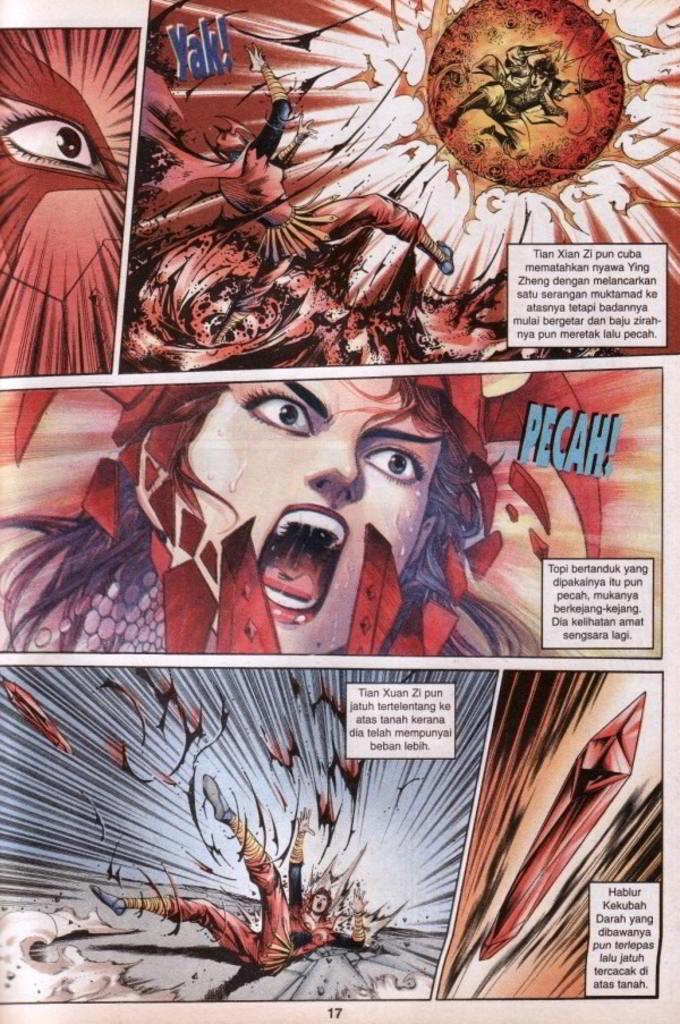 Yak!
Tian Xian Zi pun cuba
mematahkan nyawa Ying
Zheng dengan melancarkan
satu serangan muktamad ke
atasnya tetapi badannya
mulai bergetar dan baju zirah-
nya pun meretak lalu pecah.
PECAH!
Topi bertanduk yang
dipakainya itu pun
pecah, mukanya
berkejang-kejang.
Dia kelihatan amat
sengsara lagi.
Tian Xuan Zi pun
jatuh tertelentang ke
atas tanah kerana
dia telah mempunyai
beban lebih.
Hablur
Kekubah
Darah yang
dibawanya
pun terlepas
lalu jatuh
tercacak di
atas tanah.
17